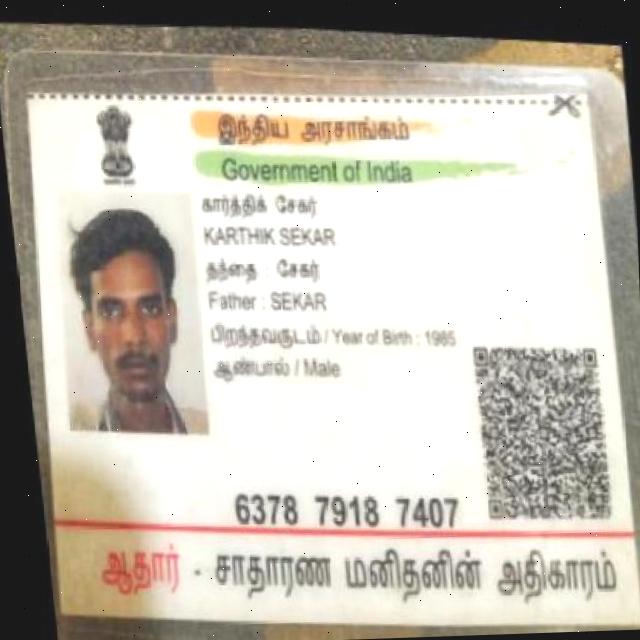 இந்திய அரசாங்கம்
Government of India
கார்த்திக் சேகர்
KARTHIK SEKAR
தந்தை : சேகர்
Father : SEKAR
பிறந்தவருடம் / Year of Birth : 1985
ஆண்பால் / Male
6378 7918 7407
ஆதார் - சாதாரண மனிதனின் அதிகாரம்